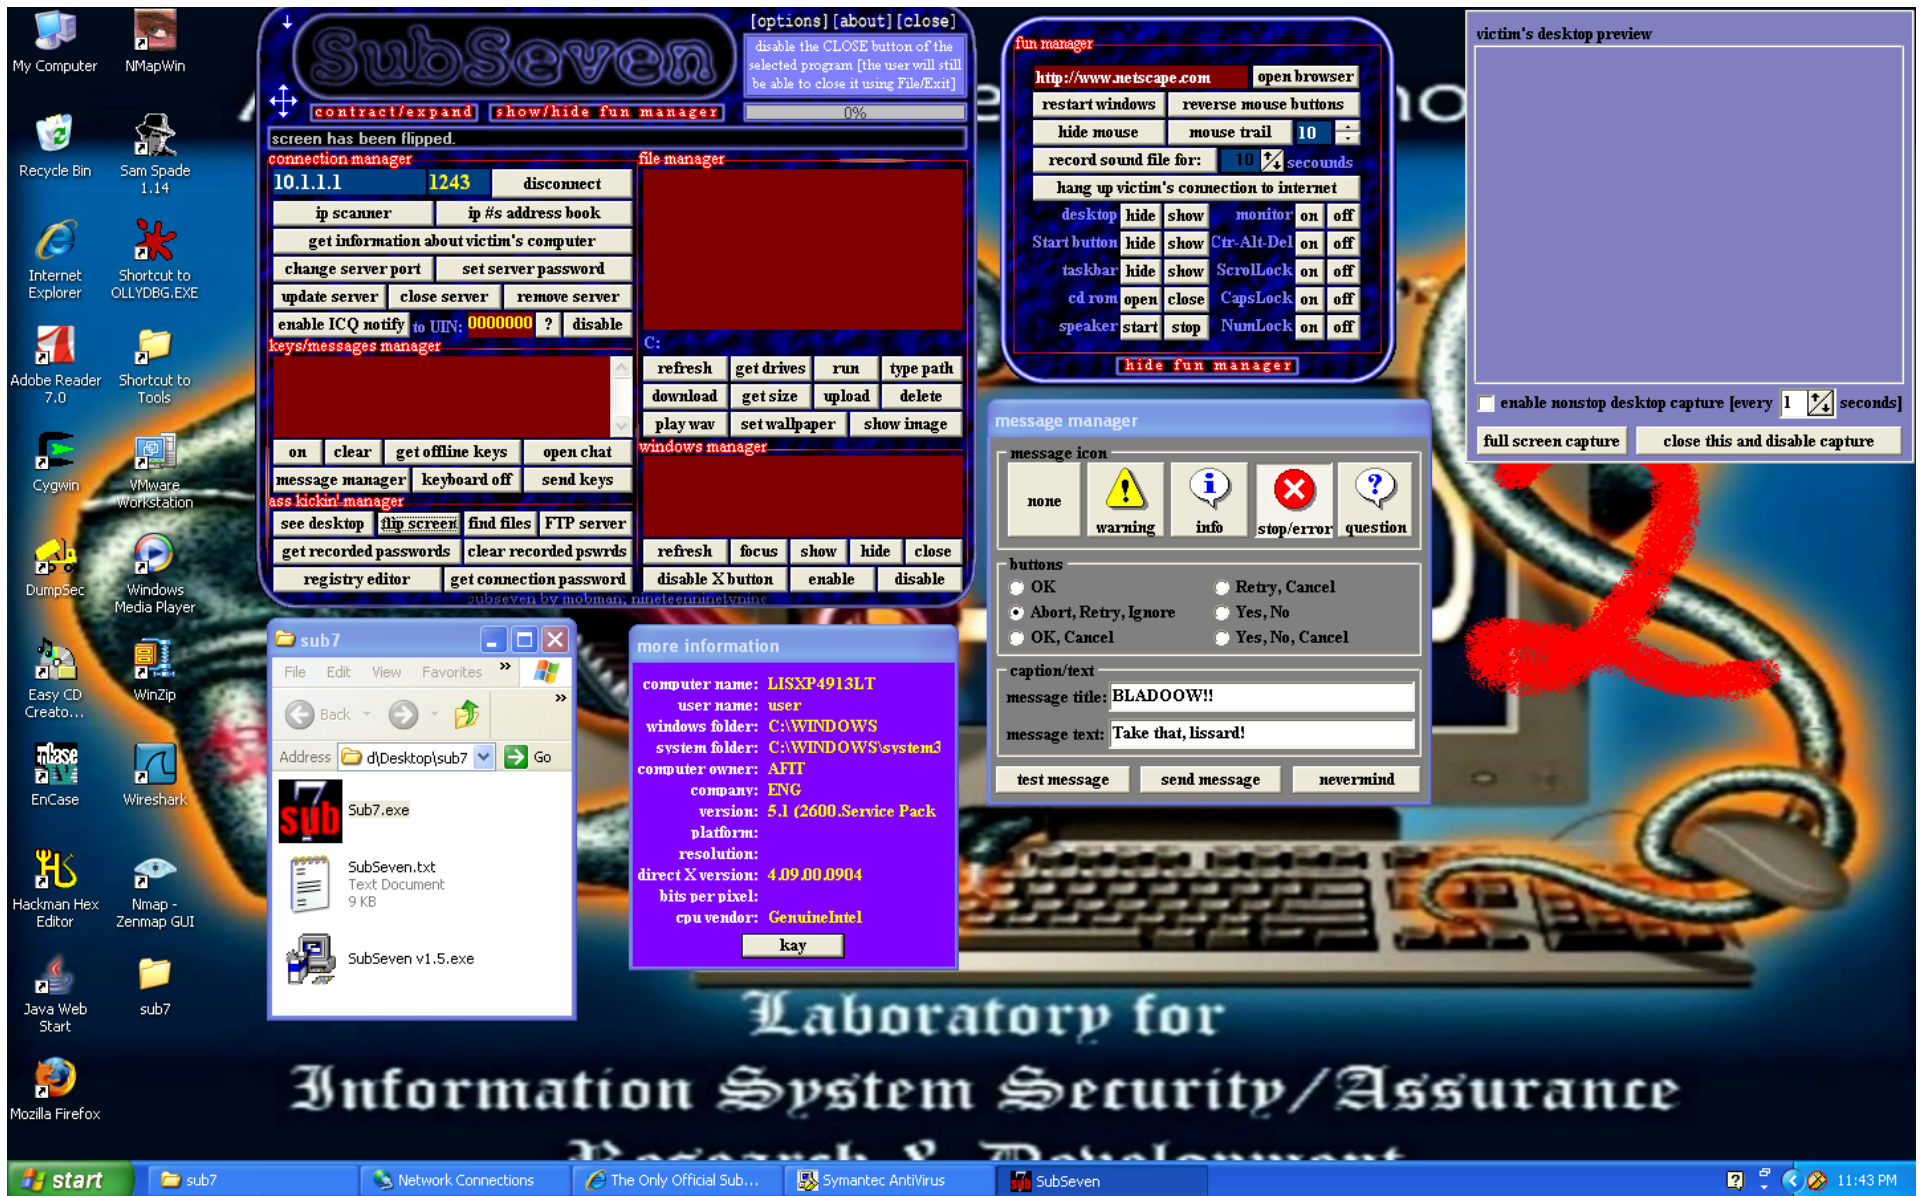 My Computer
NMapWin
Recycle Bin
Sam Spade
1.14
Internet
Explorer
Shortcut to
OLLYDBG.EXE
Adobe Reader
7.0
Shortcut to
Tools
Cygwin
VMware
Workstation
DumpSec
Windows
Media Player
Easy CD
Creato...
WinZip
EnCase
Wireshark
Hackman Hex
Editor
Nmap -
Zenmap GUI
Java Web
Start
sub7
Mozilla Firefox
SubSeven
[options][about][close]
disable the CLOSE button of the
selected program [the user will still
be able to close it using File/Exit]
contract/expand show/hide fun manager
0%
screen has been flipped.
connection manager
10.1.1.1 1243 disconnect
ip scanner ip #s address book
get information about victim's computer
change server port set server password
update server close server remove server
enable ICQ notify to UIN: 0000000 ? disable
keys/messages manager
on clear get offline keys open chat
message manager keyboard off send keys
ass kickin' manager
see desktop flip screen find files FTP server
get recorded passwords clear recorded pswrds
registry editor get connection password
file manager
C:
refresh get drives run type path
download get size upload delete
play wav set wallpaper show image
windows manager
refresh focus show hide close
disable X button enable disable
subseven by mobman; nineteenninetynine
fun manager
http://www.netscape.com open browser
restart windows reverse mouse buttons
hide mouse mouse trail 10
record sound file for: 10 secounds
hang up victim's connection to internet
desktop hide show monitor on off
Start button hide show Ctr-Alt-Del on off
taskbar hide show ScrolLock on off
cd rom open close CapsLock on off
speaker start stop NumLock on off
hide fun manager
victim's desktop preview
enable nonstop desktop capture [every 1 seconds]
full screen capture close this and disable capture
message manager
message icon
none warning info stop/error question
buttons
OK Retry, Cancel
Abort, Retry, Ignore Yes, No
OK, Cancel Yes, No, Cancel
caption/text
message title: BLADOOW!!
message text: Take that, lissard!
test message send message nevermind
sub7
File Edit View Favorites »
Back »
Address d\Desktop\sub7 Go
Sub7.exe
SubSeven.txt
Text Document
9 KB
SubSeven v1.5.exe
more information
computer name: LISXP4913LT
user name: user
windows folder: C:\WINDOWS
system folder: C:\WINDOWS\system3
computer owner: AFIT
company: ENG
version: 5.1 (2600.Service Pack
platform:
resolution:
direct X version: 4.09.00.0904
bits per pixel:
cpu vendor: GenuineIntel
kay
2
Laboratory for
Information System Security/Assurance
Research & Development
start sub7 Network Connections The Only Official Sub... Symantec AntiVirus SubSeven 11:43 PM